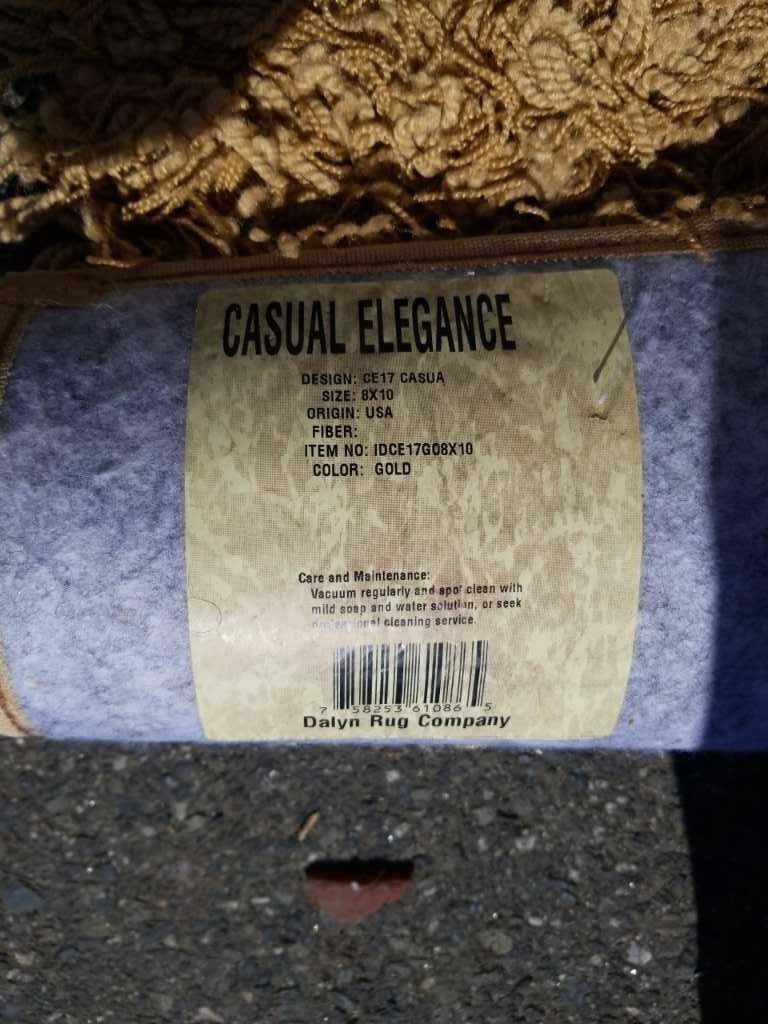 CASUAL ELEGANCE
DESIGN: CE17 CASUA
SIZE: 8X10
ORIGIN: USA
FIBER:
ITEM NO: IDCE17GO8X10
COLOR: GOLD
Care and Maintenance:
Vacuum regularly and spot clean with
mild soap and water solution, or seek
professional cleaning service.
7 58253 61086 5
Dalyn Rug Company